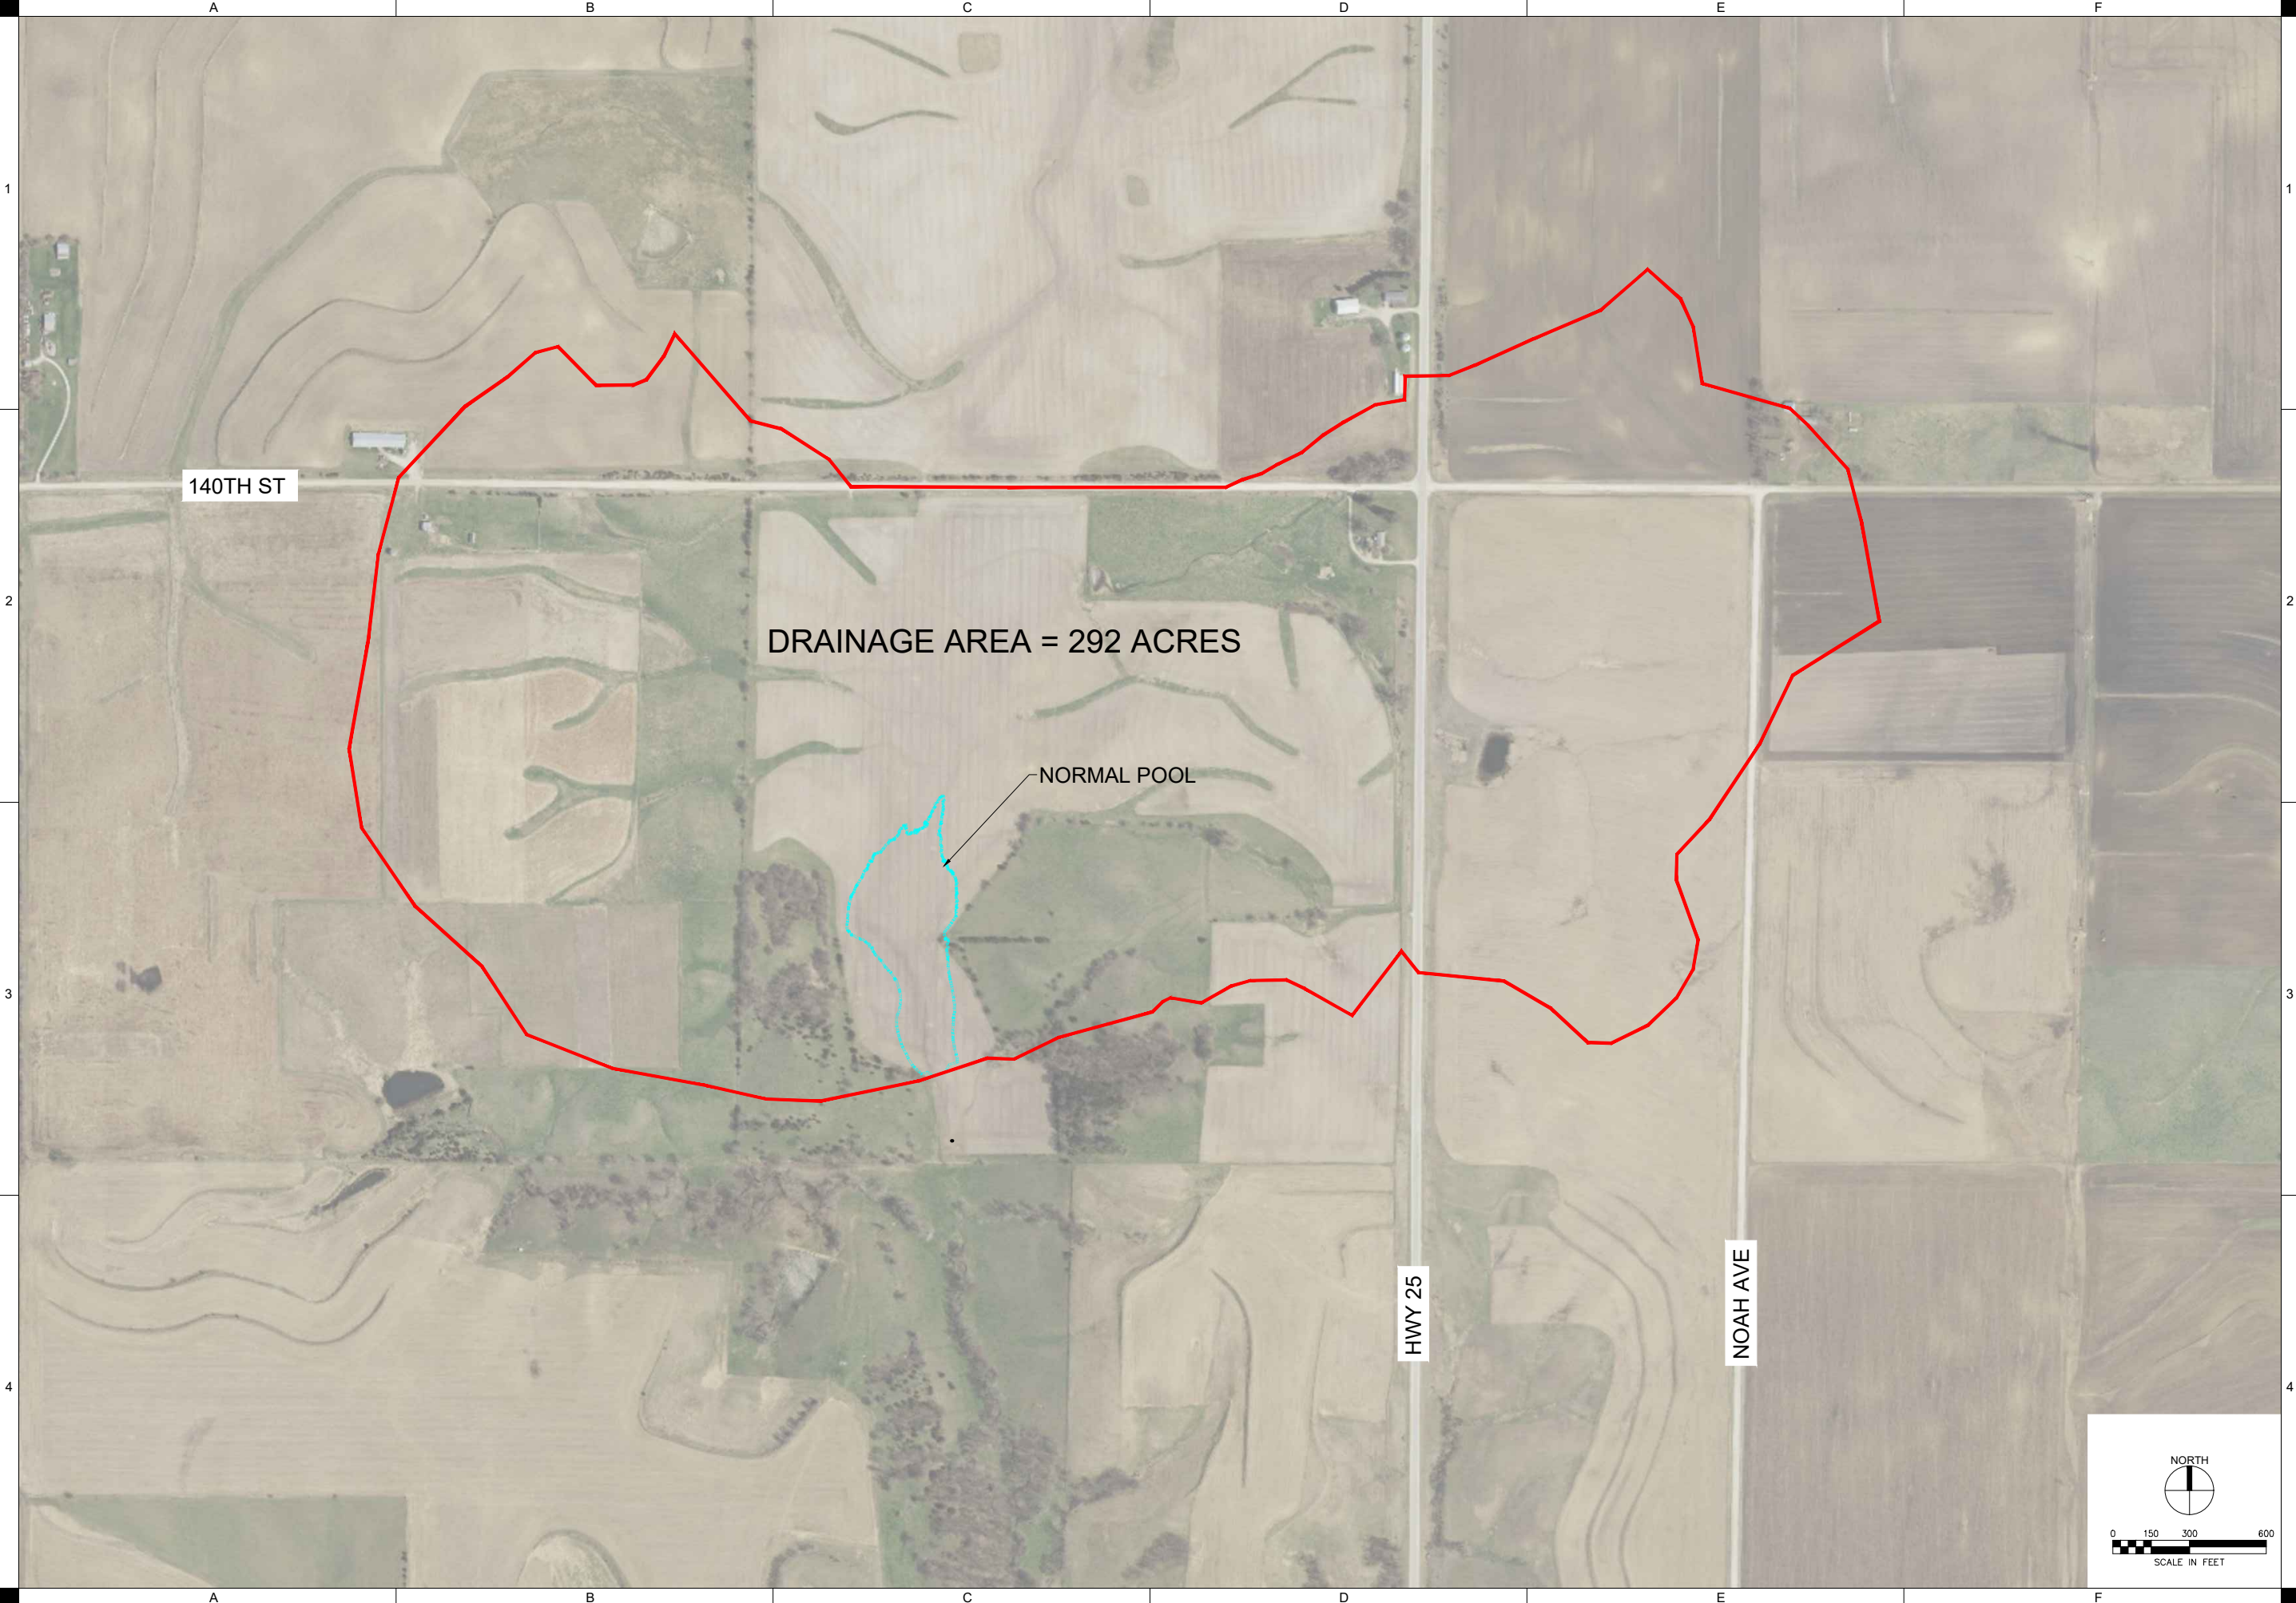 A B C D E F
1 1
140TH ST
2 2
DRAINAGE AREA = 292 ACRES
NORMAL POOL
3 3
HWY 25
NOAH AVE
4 4
NORTH
0 150 300 600
SCALE IN FEET
A B C D E F